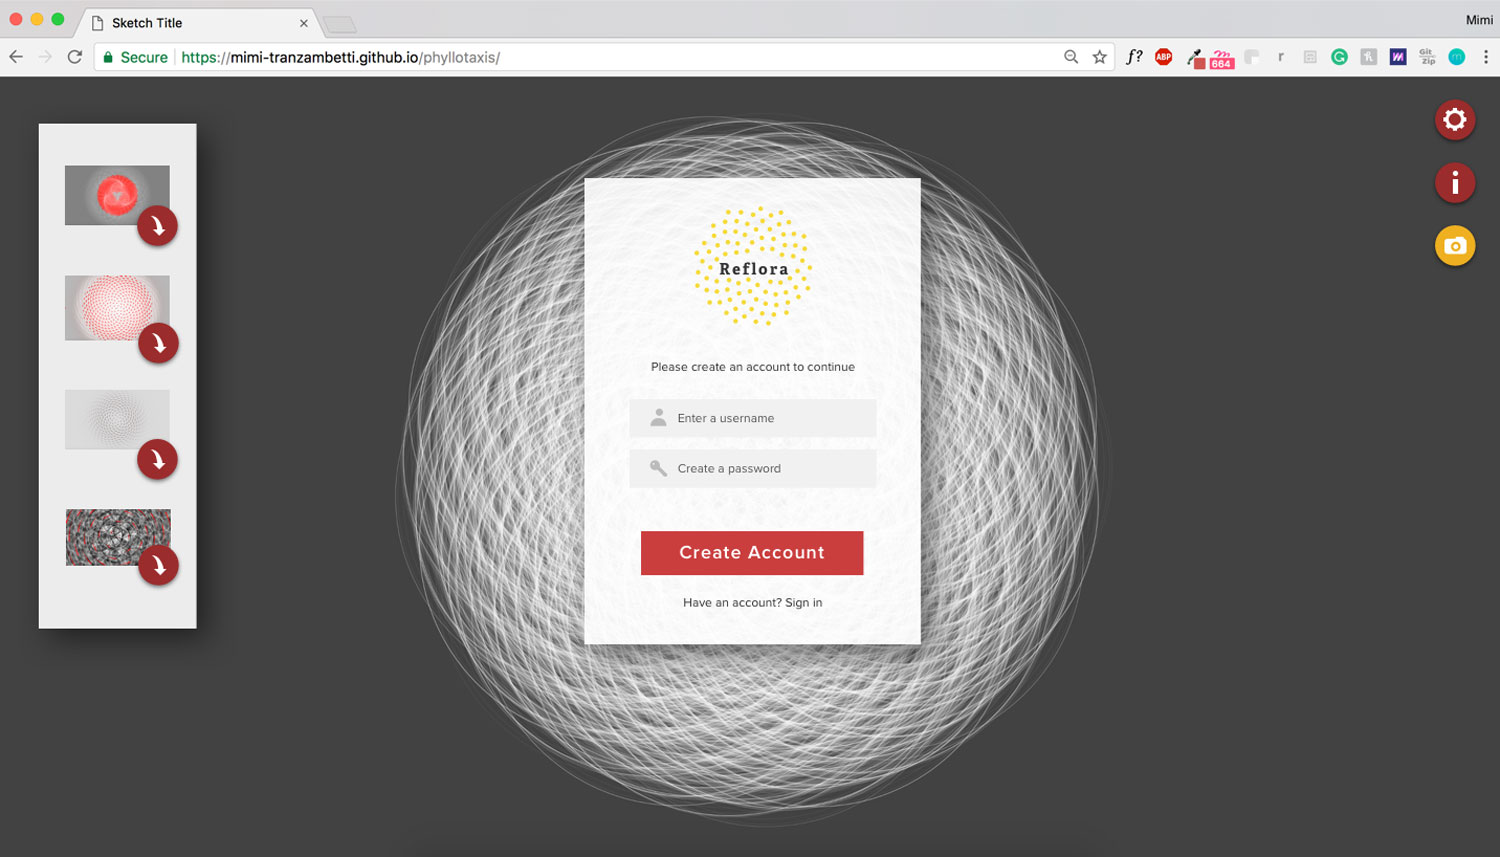 Sketch Title
Mimi
Secure
https://mimi-tranzambetti.github.io/phyllotaxis/
f?
ABP
664
r
Git
Zip
Reflora
Please create an account to continue
Enter a username
Create a password
Create Account
Have an account? Sign in